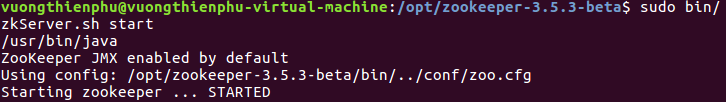 vuongthienphu@vuongthienphu-virtual-machine:/opt/zookeeper-3.5.3-beta$ sudo bin/
zkServer.sh start
/usr/bin/java
ZooKeeper JMX enabled by default
Using config: /opt/zookeeper-3.5.3-beta/bin/../conf/zoo.cfg
Starting zookeeper ... STARTED